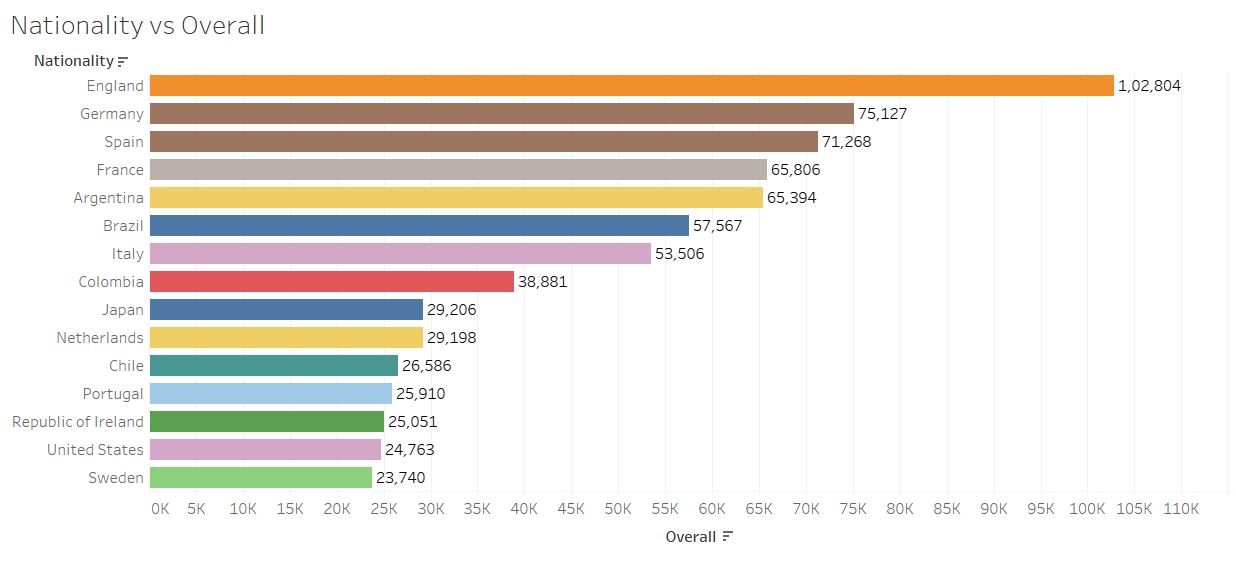 Nationality vs Overall
Nationality
England 1,02,804
Germany 75,127
Spain 71,268
France 65,806
Argentina 65,394
Brazil 57,567
Italy 53,506
Colombia 38,881
Japan 29,206
Netherlands 29,198
Chile 26,586
Portugal 25,910
Republic of Ireland 25,051
United States 24,763
Sweden 23,740
0K 5K 10K 15K 20K 25K 30K 35K 40K 45K 50K 55K 60K 65K 70K 75K 80K 85K 90K 95K 100K 105K 110K
Overall